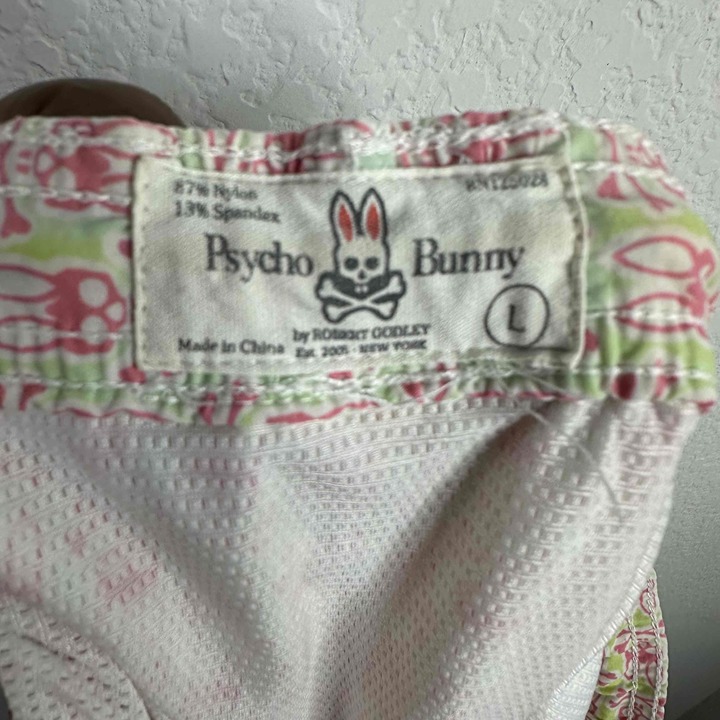 87% Nylon
13% Spandex
Psycho Bunny
L
by ROBERT GODLEY
Made in China
Est. 2005 - NEW YORK